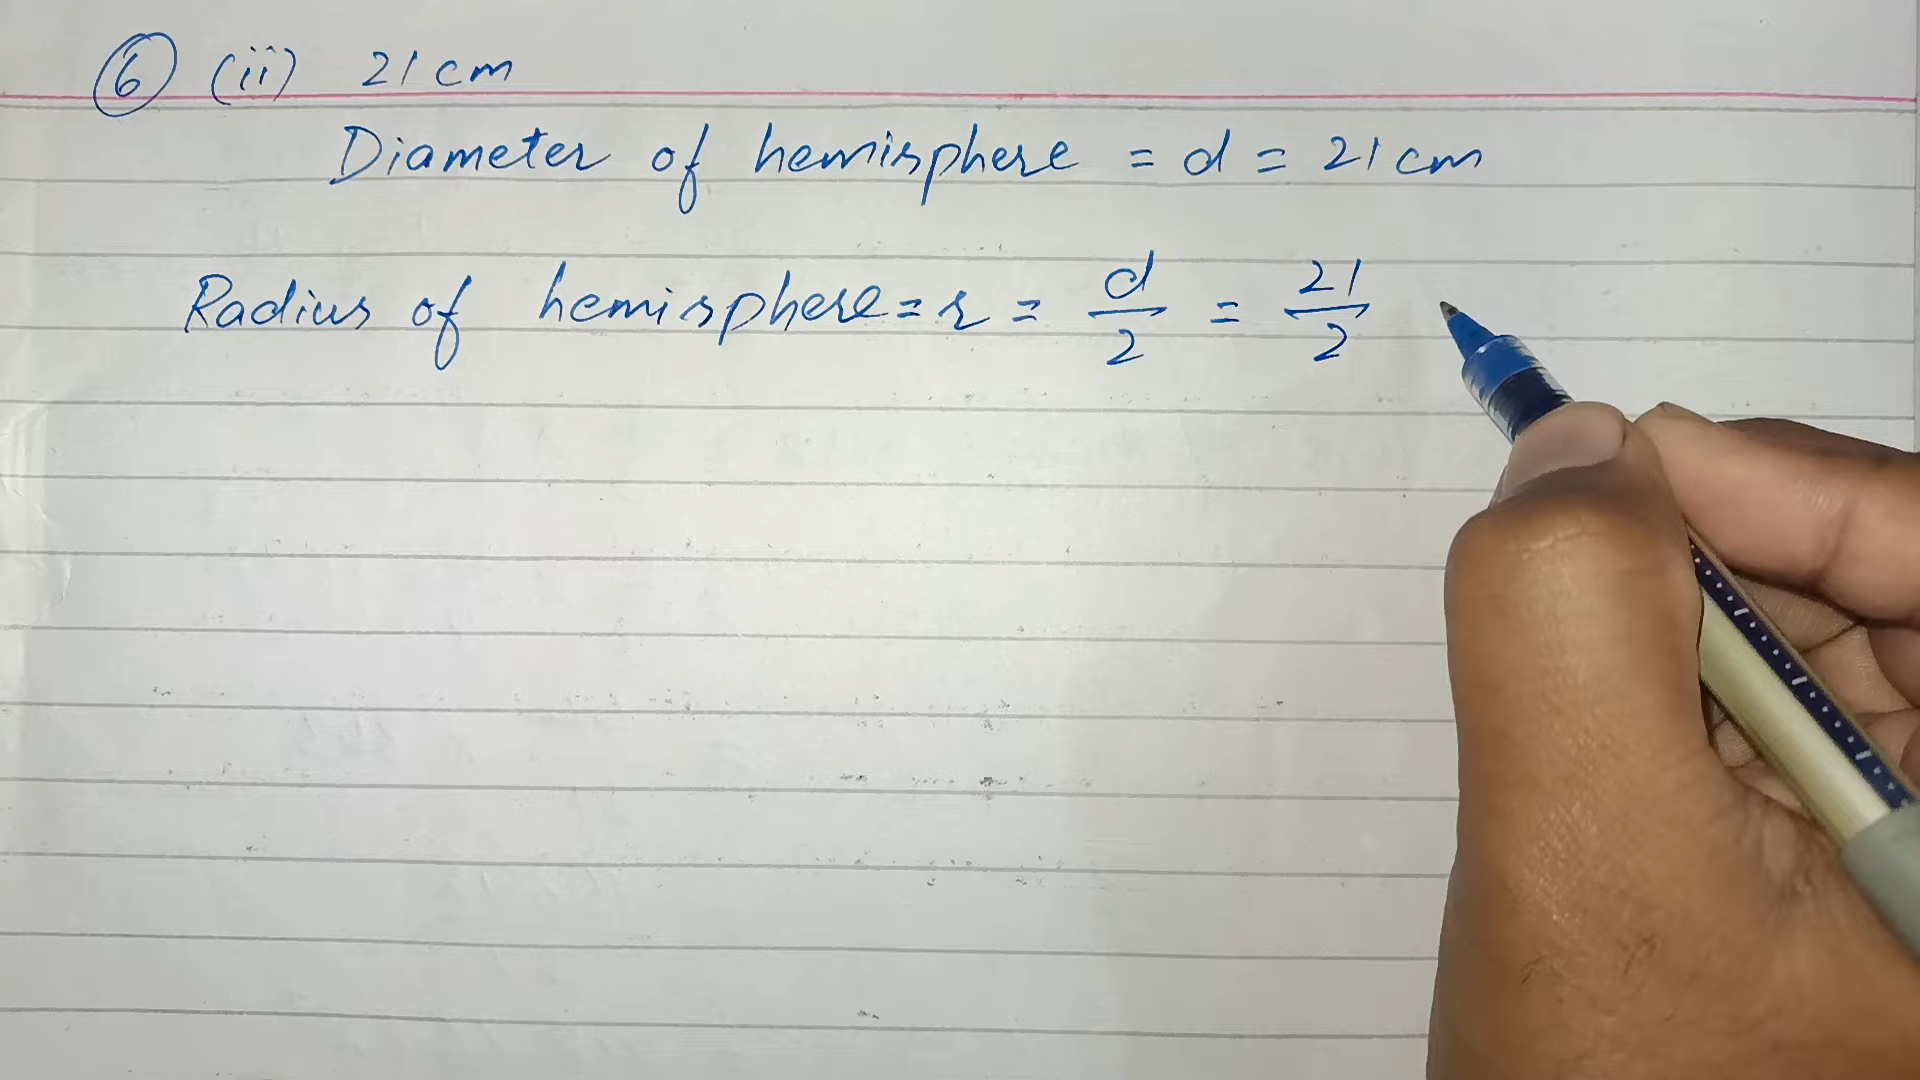 6 (ii) 21 cm
Diameter of hemisphere = d = 21 cm
Radius of hemisphere = r = d/2 = 21/2